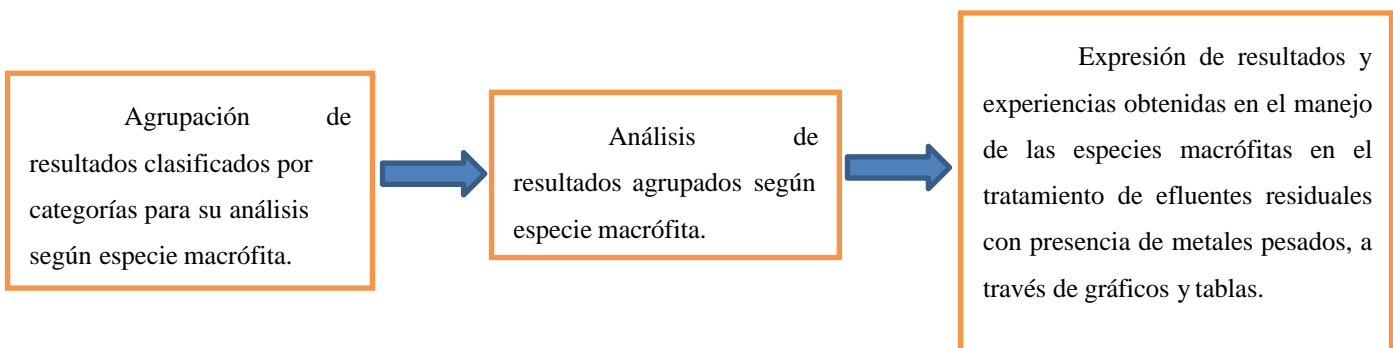 Agrupación de
resultados clasificados por
categorías para su análisis
según especie macrófita.
Análisis de
resultados agrupados según
especie macrófita.
Expresión de resultados y
experiencias obtenidas en el manejo
de las especies macrófitas en el
tratamiento de efluentes residuales
con presencia de metales pesados, a
través de gráficos y tablas.